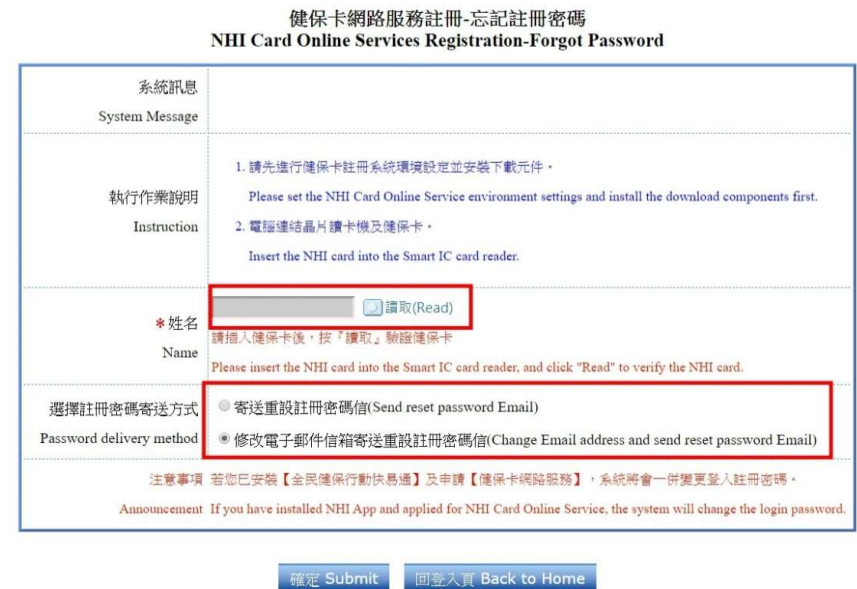 健保卡網路服務註冊-忘記註冊密碼
NHI Card Online Services Registration-Forgot Password
系統訊息
System Message
執行作業說明
Instruction
1. 請先進行健保卡註冊系統環境設定並安裝下載元件。
Please set the NHI Card Online Service environment settings and install the download components first.
2. 電腦連結晶片讀卡機及健保卡。
Insert the NHI card into the Smart IC card reader.
*姓名
Name
讀取(Read)
請插入健保卡後，按『讀取』驗證健保卡
Please insert the NHI card into the Smart IC card reader, and click "Read" to verify the NHI card.
選擇註冊密碼寄送方式
Password delivery method
寄送重設註冊密碼信(Send reset password Email)
修改電子郵件信箱寄送重設註冊密碼信(Change Email address and send reset password Email)
注意事項 若您已安裝【全民健保行動快易通】及申請【健保卡網路服務】，系統將會一併變更登入註冊密碼。
Announcement If you have installed NHI App and applied for NHI Card Online Service, the system will change the login password.
確定 Submit 回登入頁 Back to Home